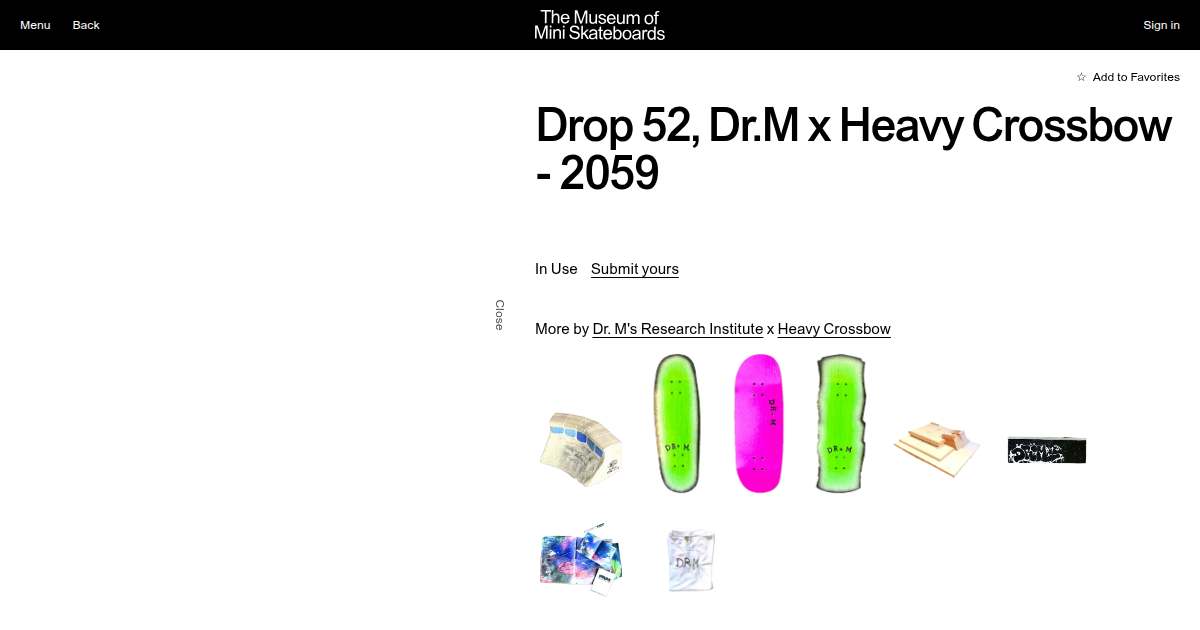 Menu Back
The Museum of
Mini Skateboards
Sign in
☆ Add to Favorites
Drop 52, Dr.M x Heavy Crossbow
- 2059
In Use Submit yours
Close
More by Dr. M's Research Institute x Heavy Crossbow
DR. M
DR. M
DR. M
DRM